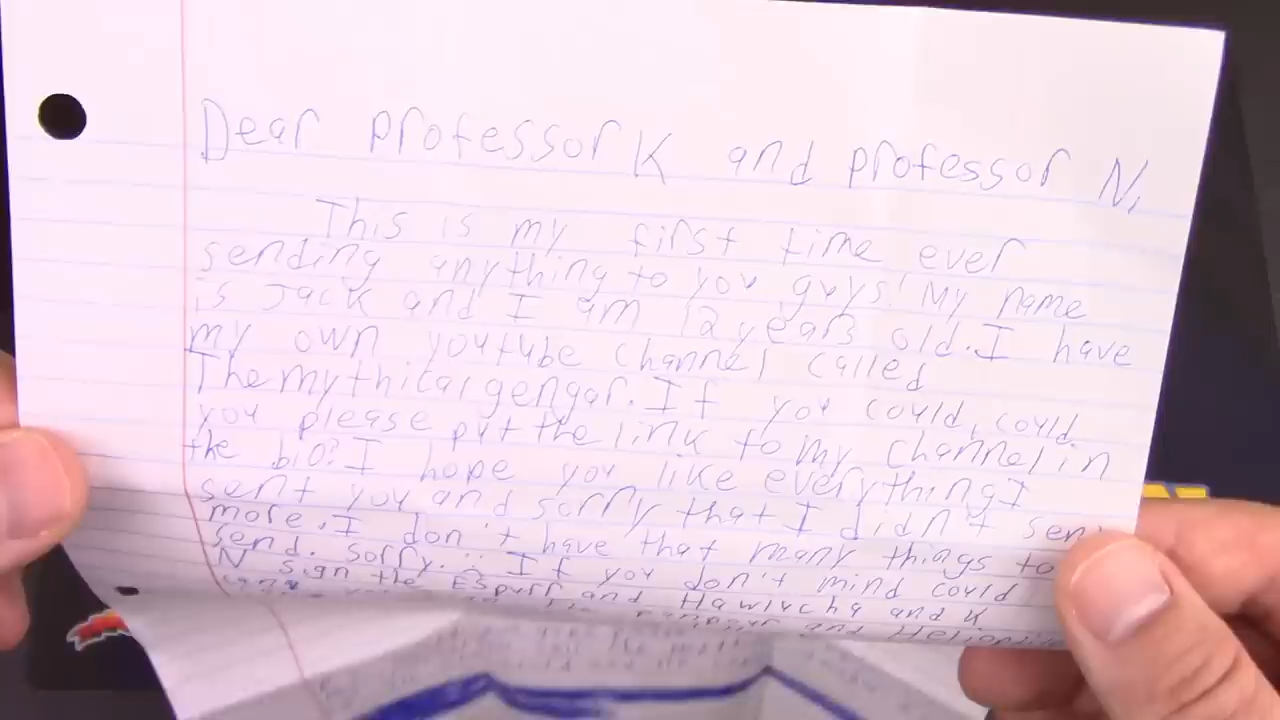 Dear professor K and professor N,
This is my first time ever
sending anything to you guys! My name
is Jack and I am 12 years old. I have
my own youtube channel called
Themythicalgengar. If you could, could
you please put the link to my channel in
the bio? I hope you like everything I
sent you and sorry that I didn't sen
more. I don't have that many things to
send. Sorry. If you don't mind could
N sign the Espurr and Hawlucha and K
and Heliopti